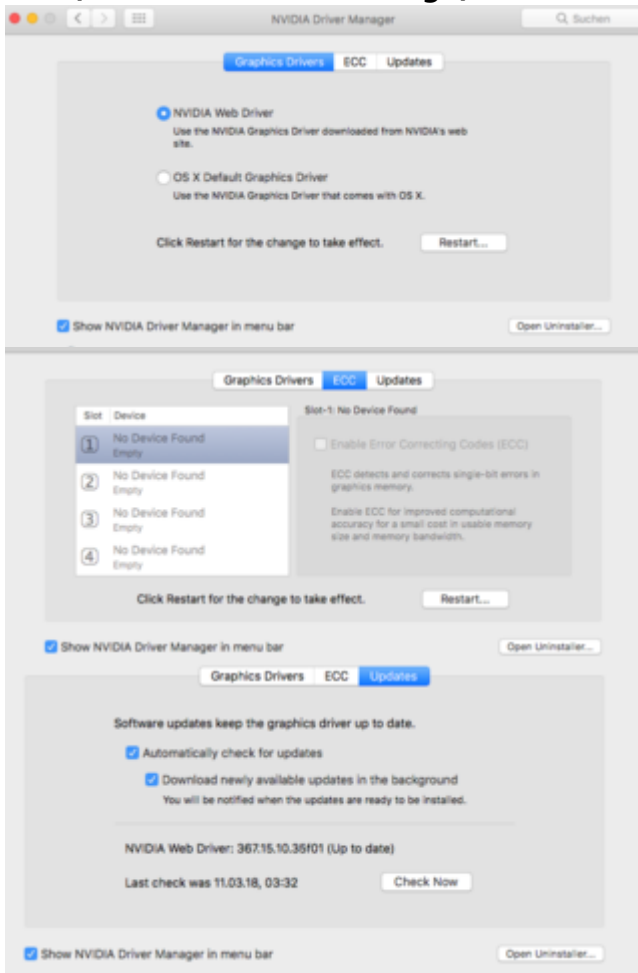 NVIDIA Driver Manager
Suchen
Graphics Drivers ECC Updates
NVIDIA Web Driver
Use the NVIDIA Graphics Driver downloaded from NVIDIA's web
site.
OS X Default Graphics Driver
Use the NVIDIA Graphics Driver that comes with OS X.
Click Restart for the change to take effect. Restart...
Show NVIDIA Driver Manager in menu bar Open Uninstaller...
Graphics Drivers ECC Updates
Slot Device
1 No Device Found
Empty
2 No Device Found
Empty
3 No Device Found
Empty
4 No Device Found
Empty
Slot-1: No Device Found
Enable Error Correcting Codes (ECC)
ECC detects and corrects single-bit errors in
graphics memory.
Enable ECC for improved computational
accuracy for a small cost in usable memory
size and memory bandwidth.
Click Restart for the change to take effect. Restart...
Show NVIDIA Driver Manager in menu bar Open Uninstaller...
Graphics Drivers ECC Updates
Software updates keep the graphics driver up to date.
Automatically check for updates
Download newly available updates in the background
You will be notified when the updates are ready to be installed.
NVIDIA Web Driver: 367.15.10.35f01 (Up to date)
Last check was 11.03.18, 03:32 Check Now
Show NVIDIA Driver Manager in menu bar Open Uninstaller...